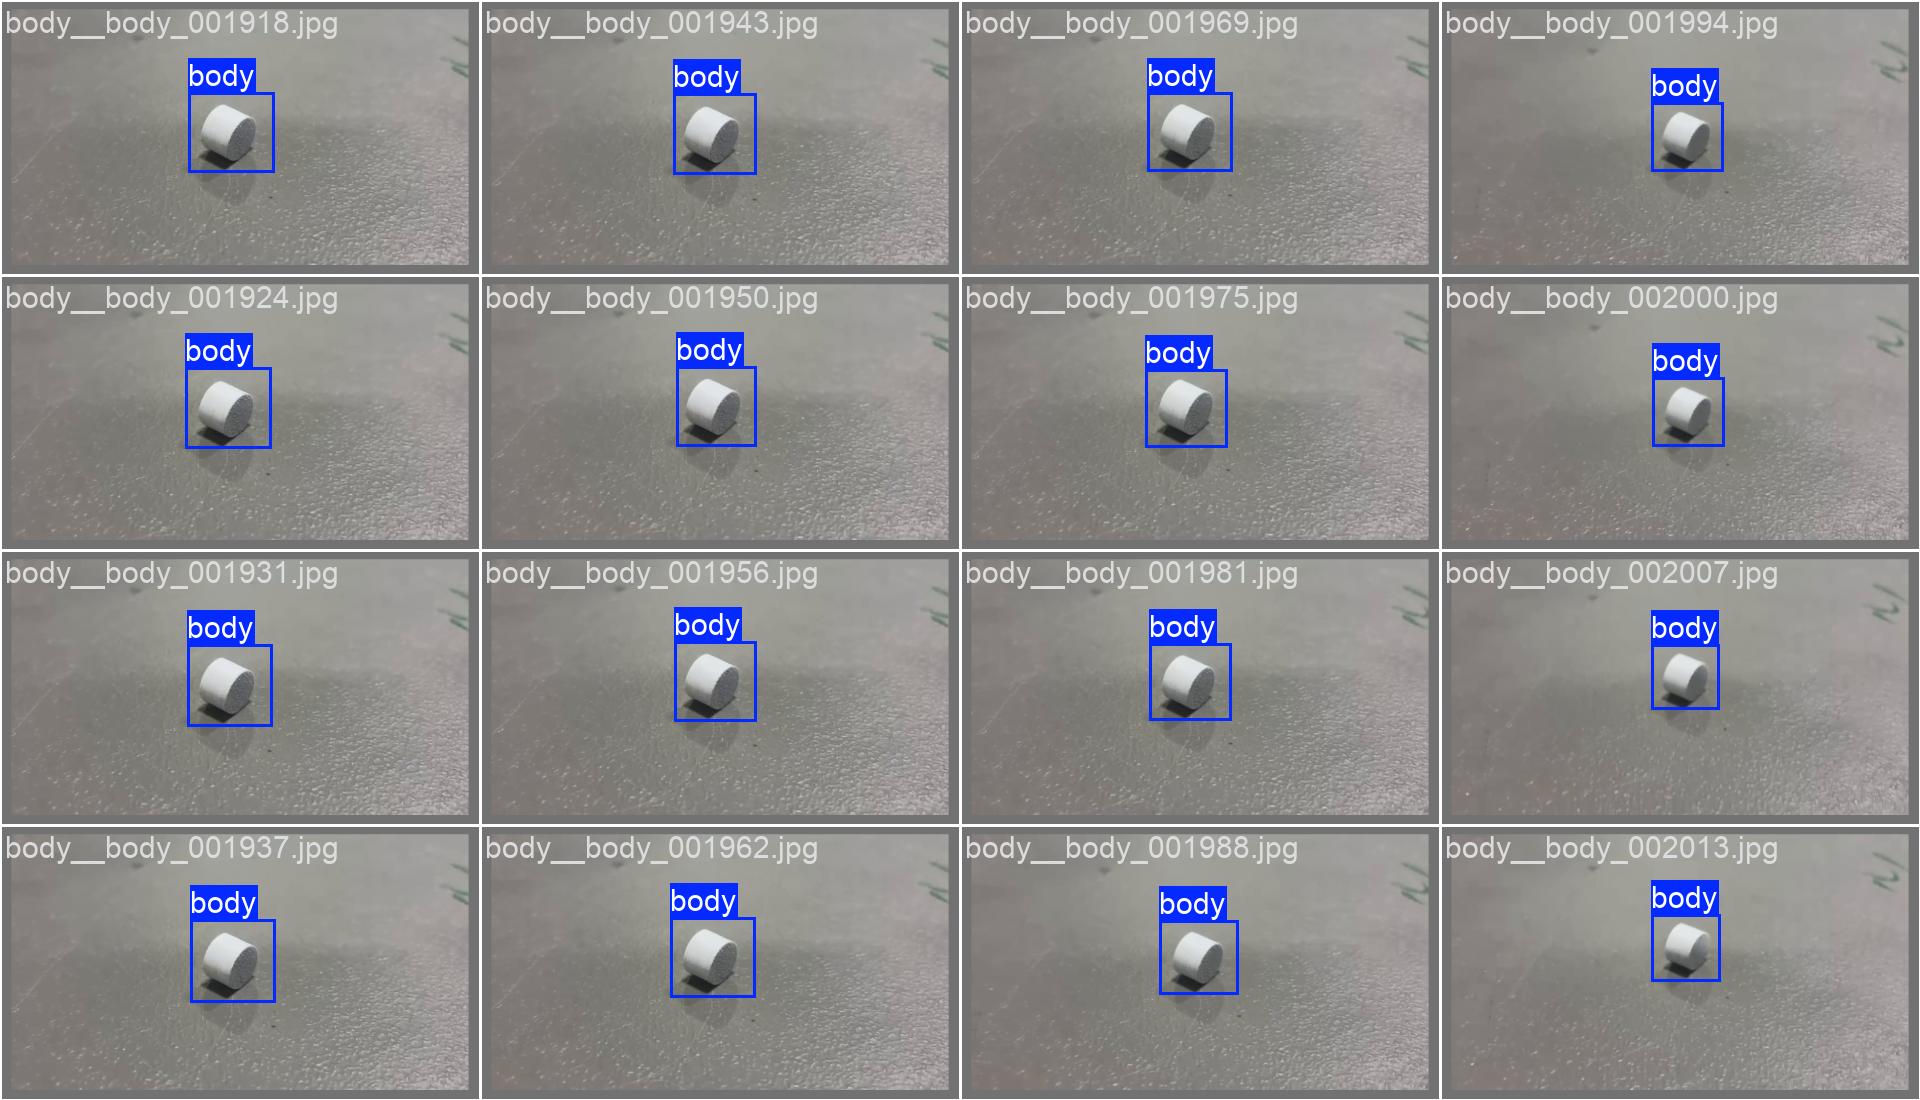 body__body_001918.jpg
body
body__body_001943.jpg
body
body__body_001969.jpg
body
body__body_001994.jpg
body
body__body_001924.jpg
body
body__body_001950.jpg
body
body__body_001975.jpg
body
body__body_002000.jpg
body
body__body_001931.jpg
body
body__body_001956.jpg
body
body__body_001981.jpg
body
body__body_002007.jpg
body
body__body_001937.jpg
body
body__body_001962.jpg
body
body__body_001988.jpg
body
body__body_002013.jpg
body